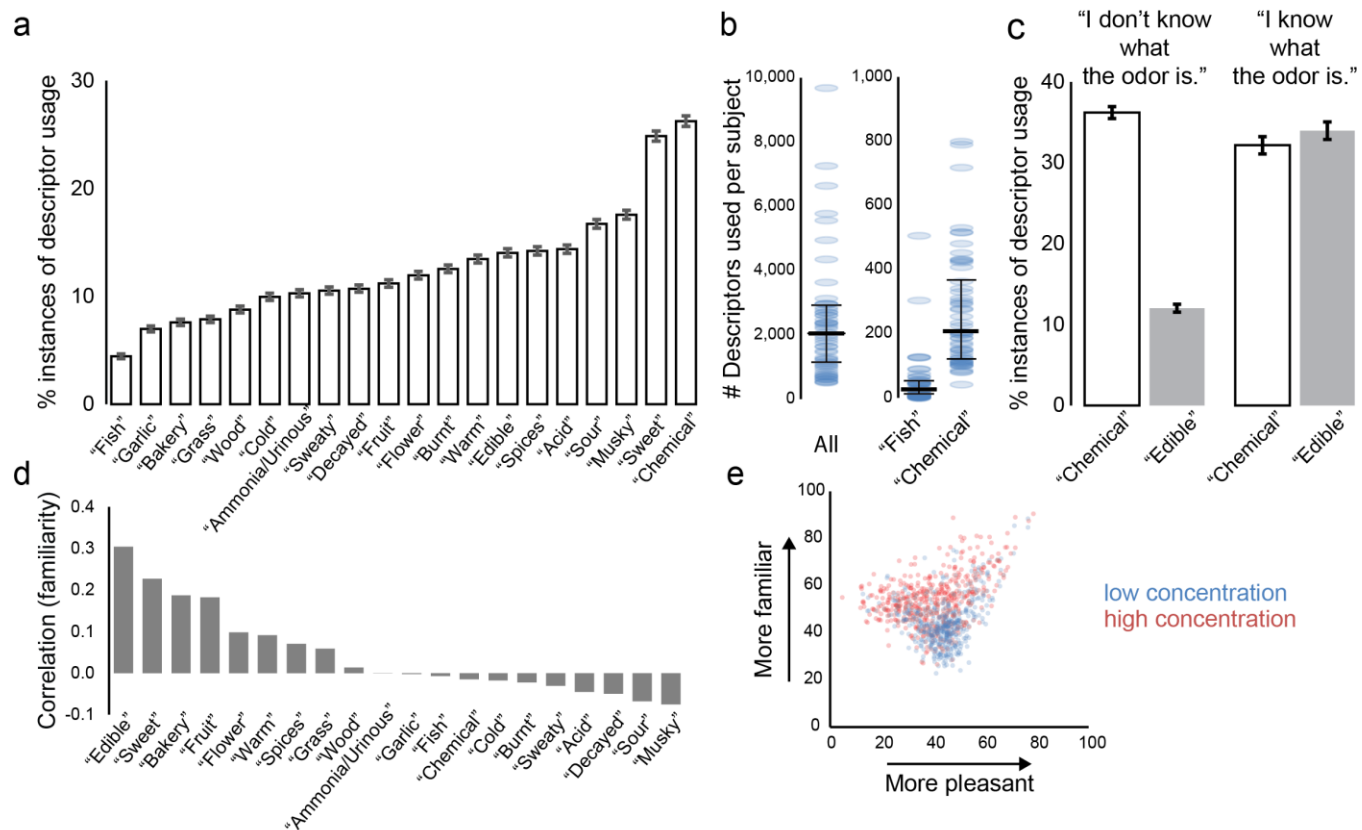 a
% instances of descriptor usage
30
20
10
0
“Fish”
“Garlic”
“Bakery”
“Grass”
“Wood”
“Cold”
“Ammonia/Urinous”
“Sweaty”
“Decayed”
“Fruit”
“Flower”
“Burnt”
“Warm”
“Edible”
“Spices”
“Acid”
“Sour”
“Musky”
“Sweet”
“Chemical”
b
# Descriptors used per subject
10,000
8,000
6,000
4,000
2,000
0
All
1,000
800
600
400
200
0
“Fish”
“Chemical”
c
“I don’t know
what
the odor is.”
“I know
what
the odor is.”
% instances of descriptor usage
40
30
20
10
0
“Chemical”
“Edible”
“Chemical”
“Edible”
d
Correlation (familiarity)
0.4
0.3
0.2
0.1
0.0
-0.1
“Edible”
“Sweet”
“Bakery”
“Fruit”
“Flower”
“Warm”
“Spices”
“Grass”
“Wood”
“Ammonia/Urinous”
“Garlic”
“Fish”
“Chemical”
“Cold”
“Burnt”
“Sweaty”
“Acid”
“Decayed”
“Sour”
“Musky”
e
More familiar
100
80
60
40
20
0
0 20 40 60 80 100
More pleasant
low concentration
high concentration